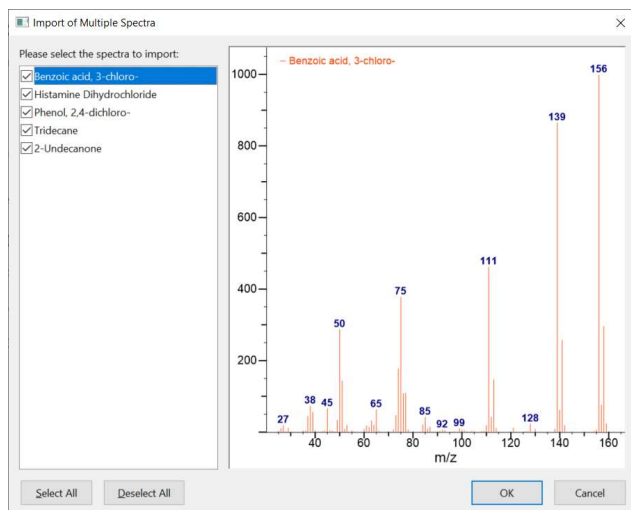 Import of Multiple Spectra
Please select the spectra to import:
Benzoic acid, 3-chloro-
Histamine Dihydrochloride
Phenol, 2,4-dichloro-
Tridecane
2-Undecanone
Benzoic acid, 3-chloro-
1000
800
600
400
200
156
139
111
75
50
38
45
65
27
85
92
99
128
40 60 80 100 120 140 160
m/z
Select All Deselect All OK Cancel